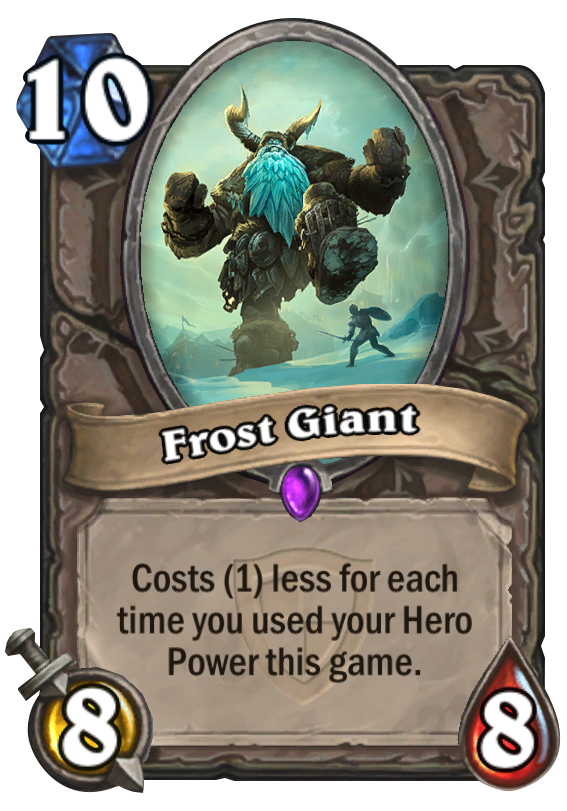 10
Frost Giant
Costs (1) less for each
time you used your Hero
Power this game.
8
8